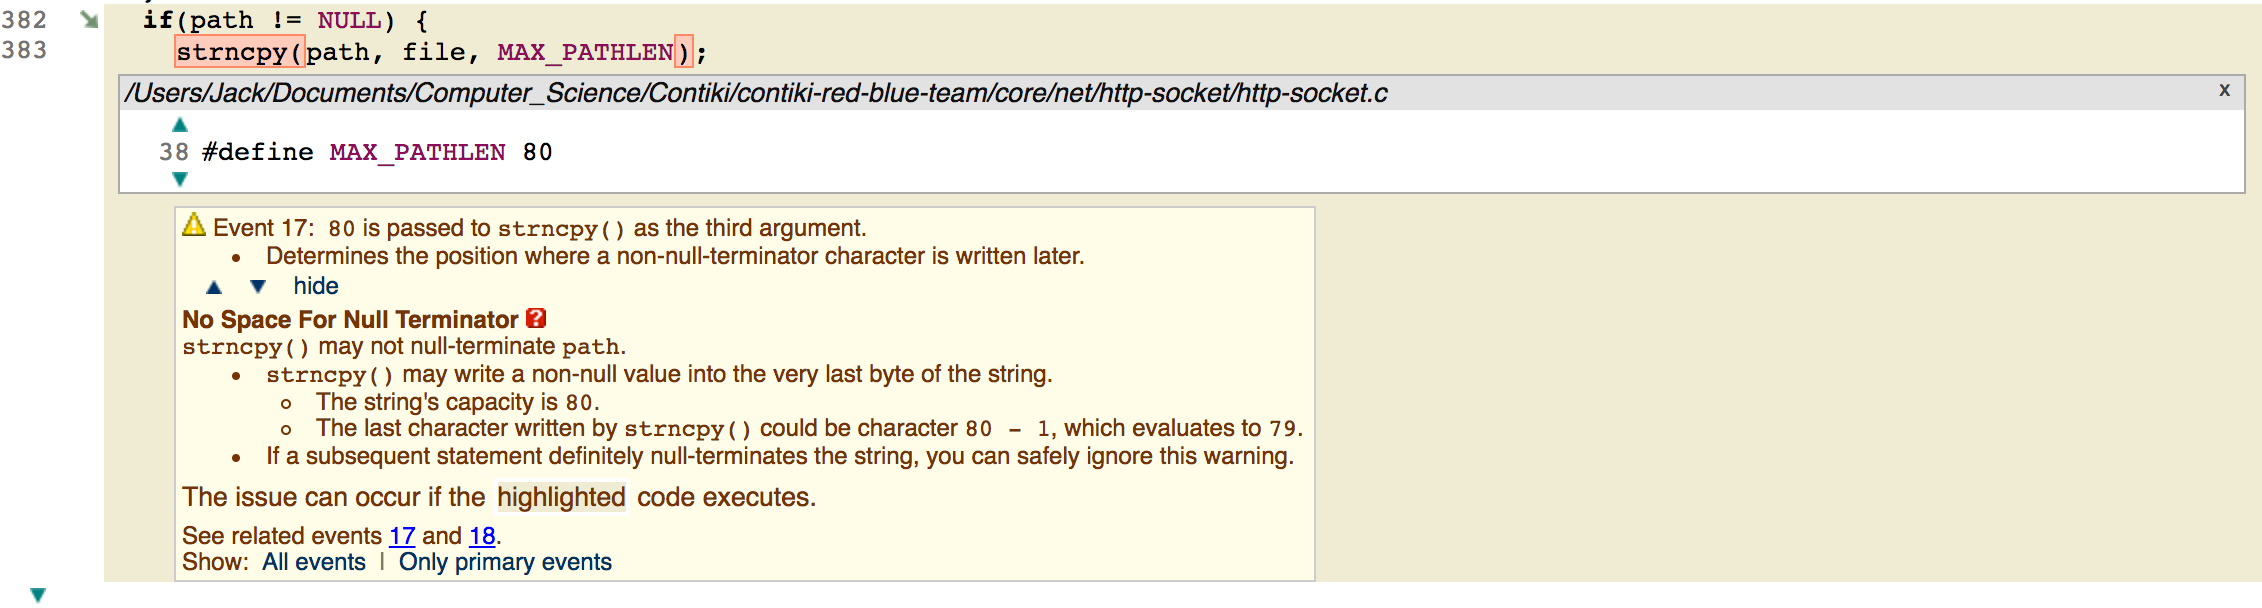 382 if(path != NULL) {
383 strncpy(path, file, MAX_PATHLEN);
/Users/Jack/Documents/Computer_Science/Contiki/contiki-red-blue-team/core/net/http-socket/http-socket.c x
38 #define MAX_PATHLEN 80
Event 17: 80 is passed to strncpy() as the third argument.
• Determines the position where a non-null-terminator character is written later.
hide
No Space For Null Terminator ?
strncpy() may not null-terminate path.
• strncpy() may write a non-null value into the very last byte of the string.
○ The string's capacity is 80.
○ The last character written by strncpy() could be character 80 - 1, which evaluates to 79.
• If a subsequent statement definitely null-terminates the string, you can safely ignore this warning.
The issue can occur if the highlighted code executes.
See related events 17 and 18.
Show: All events | Only primary events